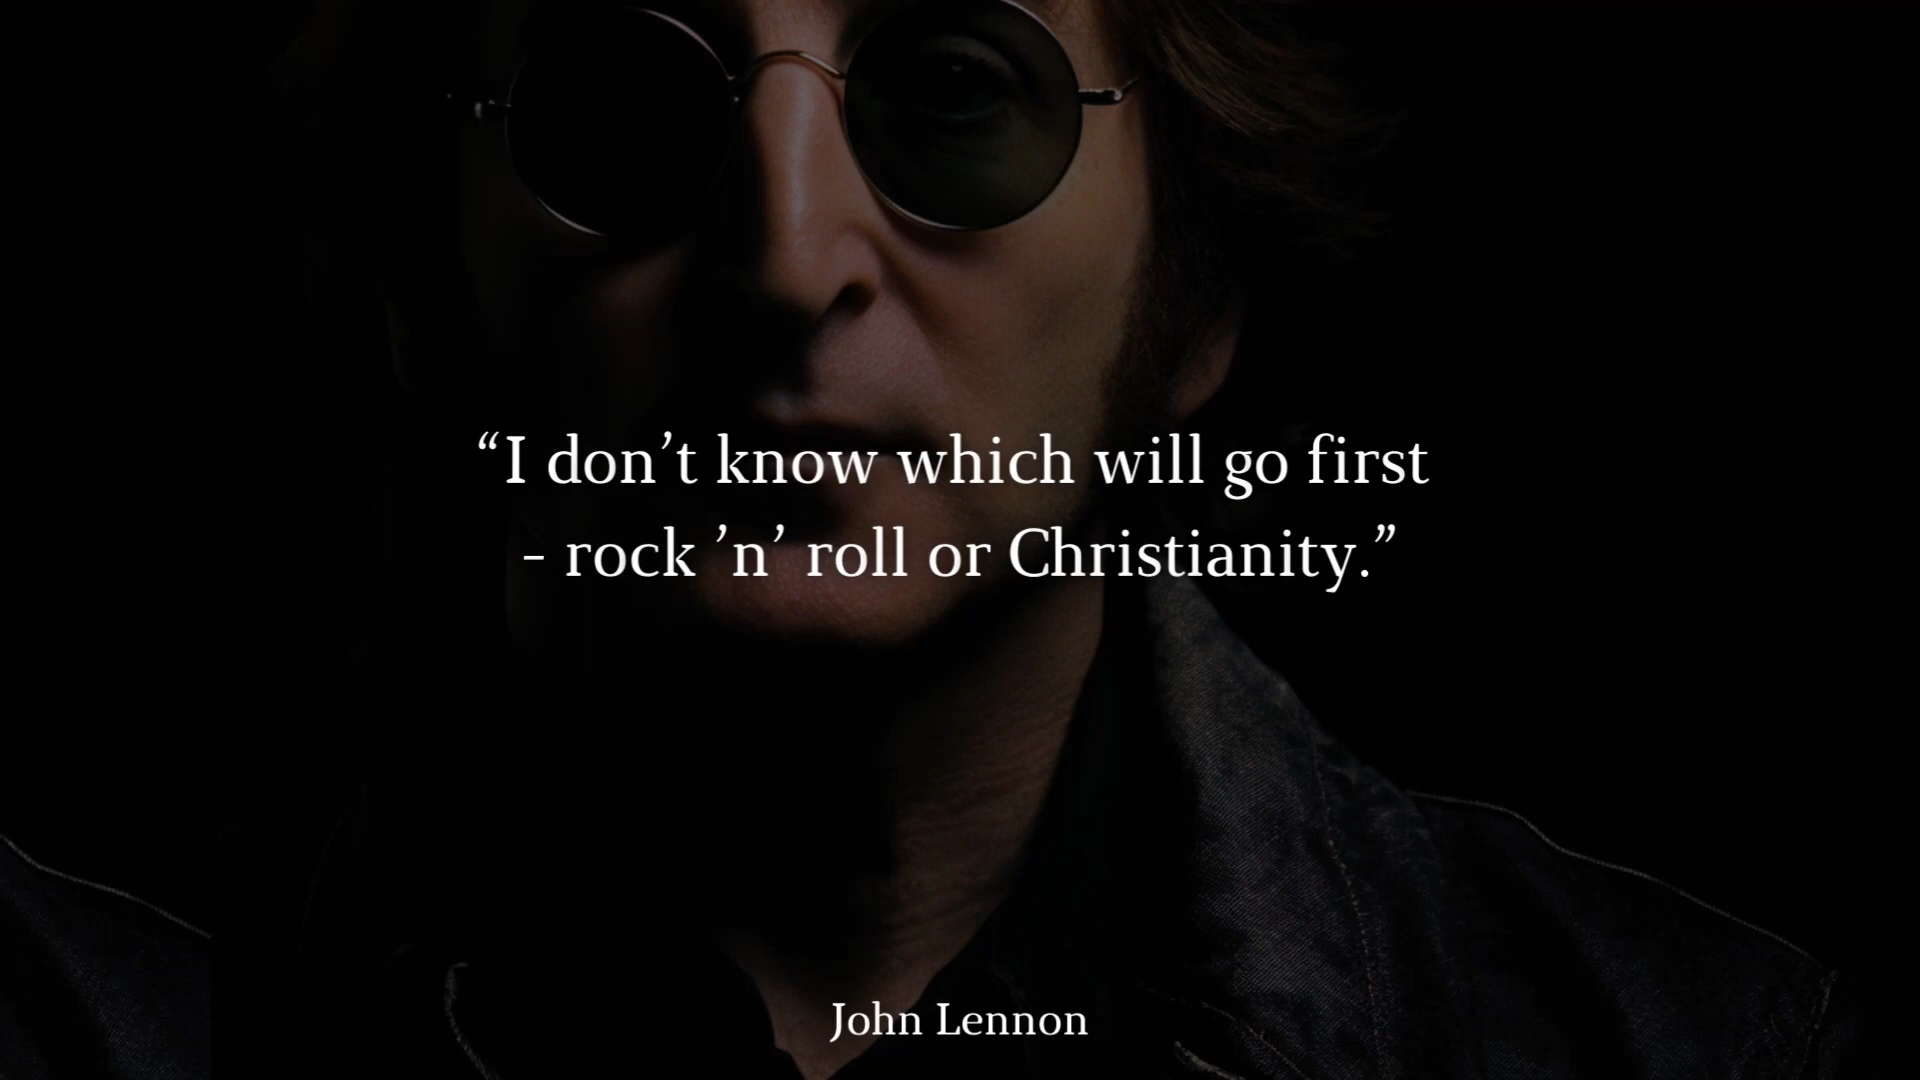 “I don’t know which will go first
- rock ’n’ roll or Christianity.”
John Lennon